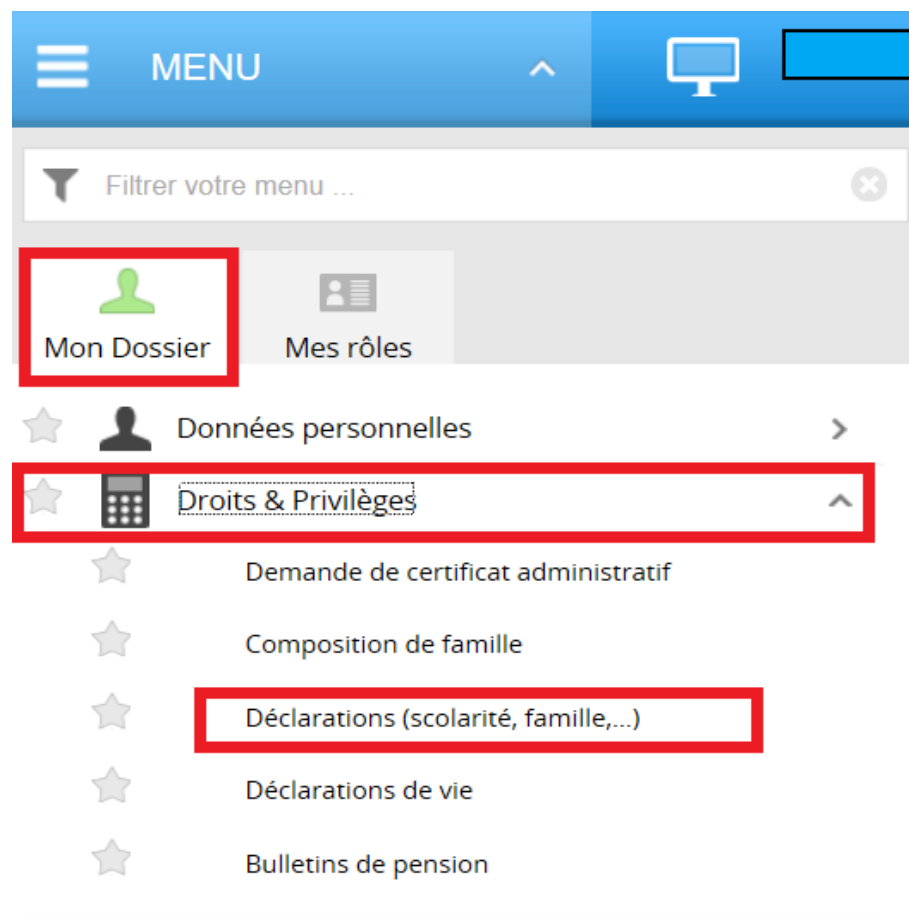 MENU
Filtrer votre menu ...
Mon Dossier
Mes rôles
Données personnelles
Droits & Privilèges
Demande de certificat administratif
Composition de famille
Déclarations (scolarité, famille,...)
Déclarations de vie
Bulletins de pension